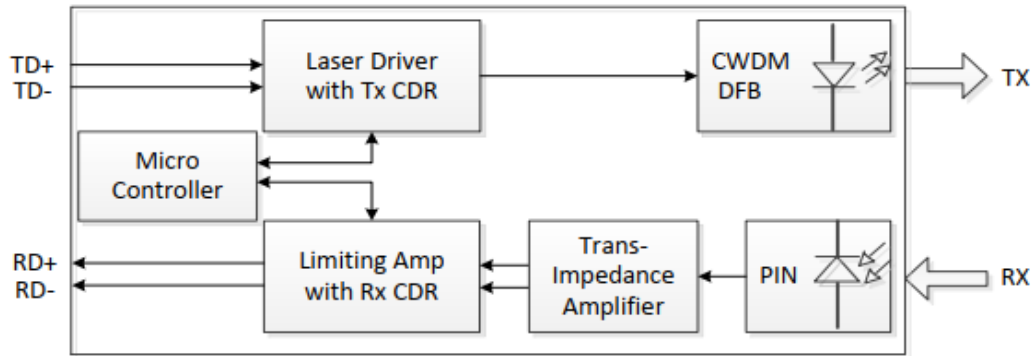 TD+
TD-
Laser Driver
with Tx CDR
CWDM
DFB
TX
Micro
Controller
RD+
RD-
Limiting Amp
with Rx CDR
Trans-
Impedance
Amplifier
PIN
RX